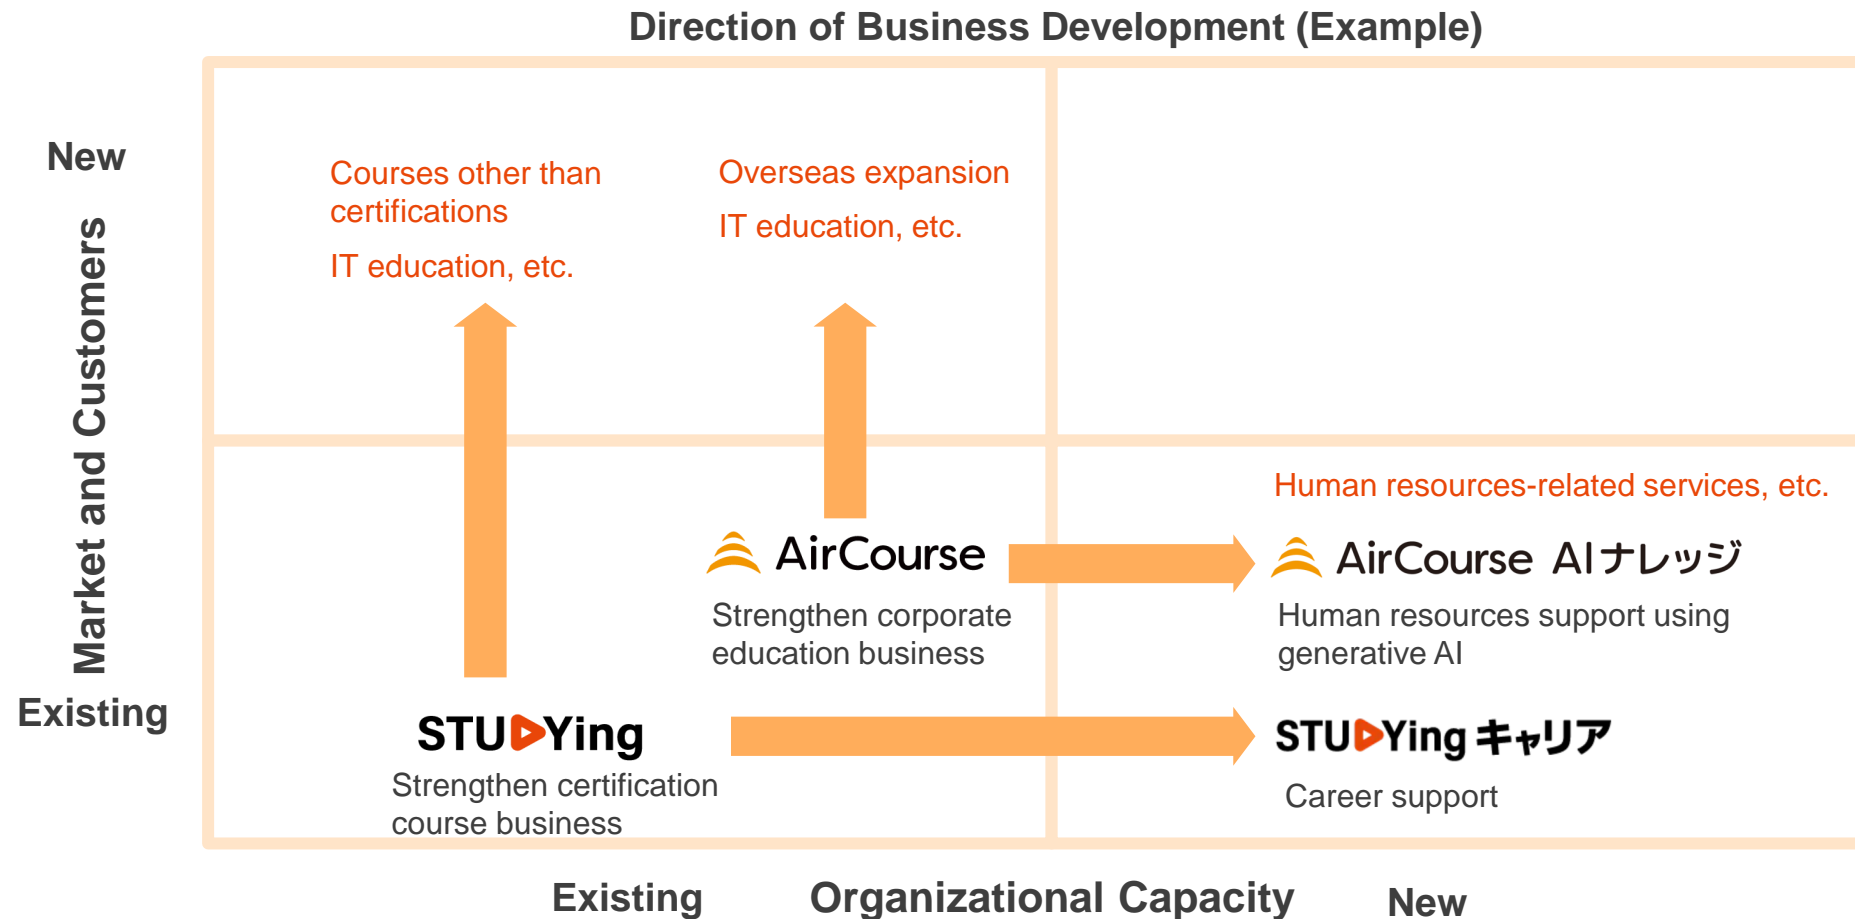 Direction of Business Development (Example)
New
Market and Customers
Existing
Courses other than
certifications
IT education, etc.
Overseas expansion
IT education, etc.
Human resources-related services, etc.
AirCourse
Strengthen corporate
education business
AirCourse AIナレッジ
Human resources support using
generative AI
STUDYing
Strengthen certification
course business
STUDYing キャリア
Career support
Existing
Organizational Capacity
New